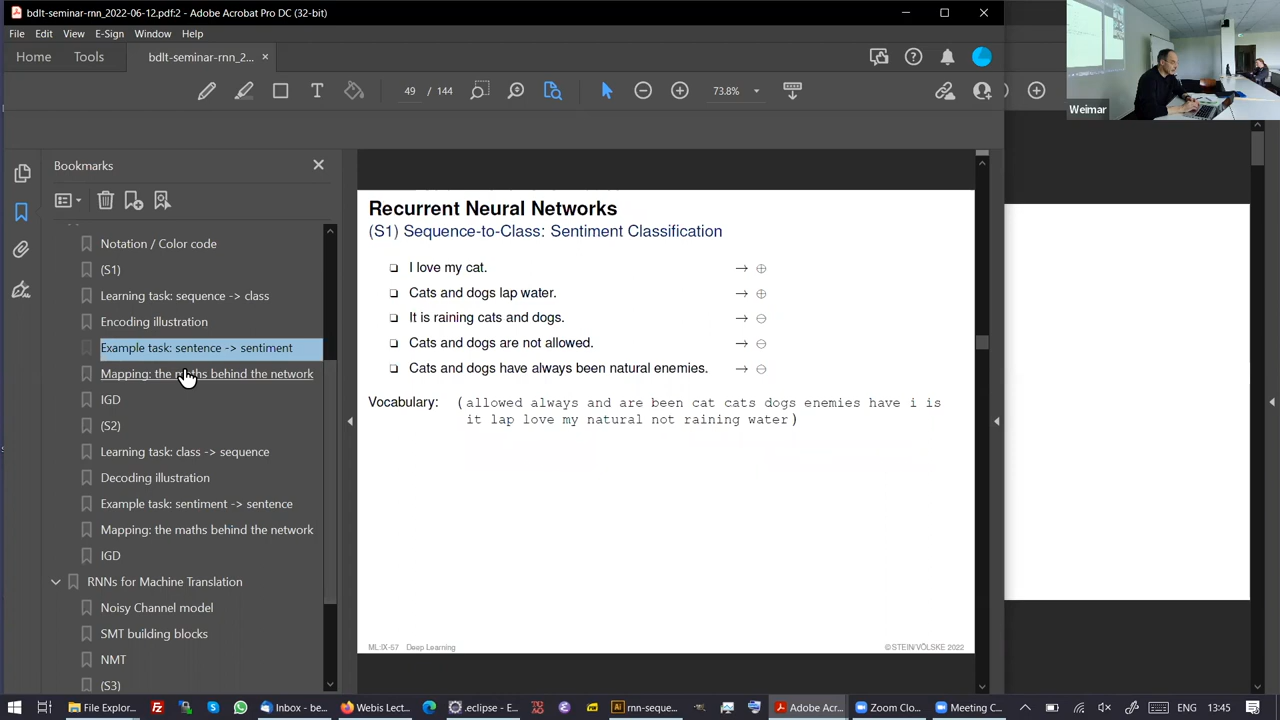 bdlt-seminar-rnn_2022-06-12.pdf:2 - Adobe Acrobat Pro DC (32-bit)
File Edit View E-Sign Window Help
Home Tools bdlt-seminar-rnn_2... ×
49 / 144 73.8%
Weimar
Bookmarks
Notation / Color code
(S1)
Learning task: sequence -> class
Encoding illustration
Example task: sentence -> sentiment
Mapping: the maths behind the network
IGD
(S2)
Learning task: class -> sequence
Decoding illustration
Example task: sentiment -> sentence
Mapping: the maths behind the network
IGD
RNNs for Machine Translation
Noisy Channel model
SMT building blocks
NMT
(S3)
Recurrent Neural Networks
(S1) Sequence-to-Class: Sentiment Classification
❑ I love my cat. → ⊕
❑ Cats and dogs lap water. → ⊕
❑ It is raining cats and dogs. → ⊖
❑ Cats and dogs are not allowed. → ⊖
❑ Cats and dogs have always been natural enemies. → ⊖
Vocabulary: (allowed always and are been cat cats dogs enemies have i is
it lap love my natural not raining water)
ML:IX-57 Deep Learning ©STEIN/VÖLSKE 2022
File Explor... Inbox - be... Webis Lect... eclipse - ... rnn-seque... Adobe Acr... Zoom Clo... Meeting C... ENG 13:45